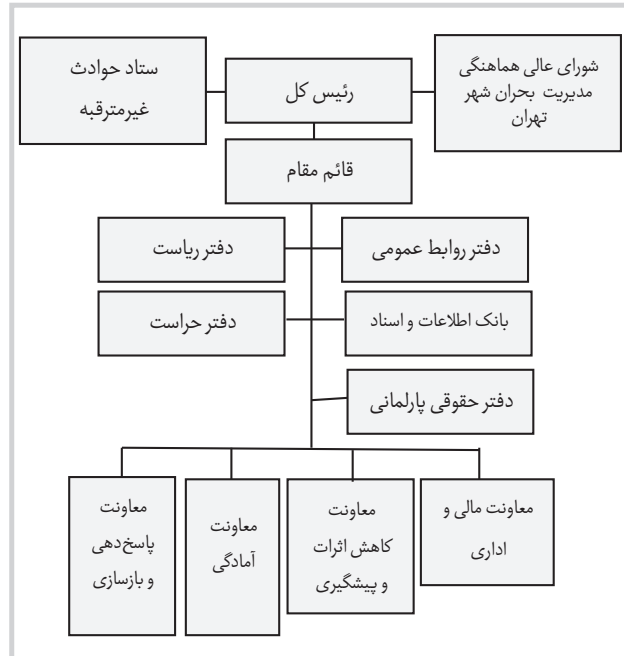 شورای عالی هماهنگی
مدیریت بحران شهر
تهران
رئیس کل
ستاد حوادث
غیرمترقبه
قائم مقام
دفتر روابط عمومی
دفتر ریاست
بانک اطلاعات و اسناد
دفتر حراست
دفتر حقوقی پارلمانی
معاونت مالی و
اداری
معاونت
کاهش اثرات
و پیشگیری
معاونت
آمادگی
معاونت
پاسخ‌دهی
و بازسازی